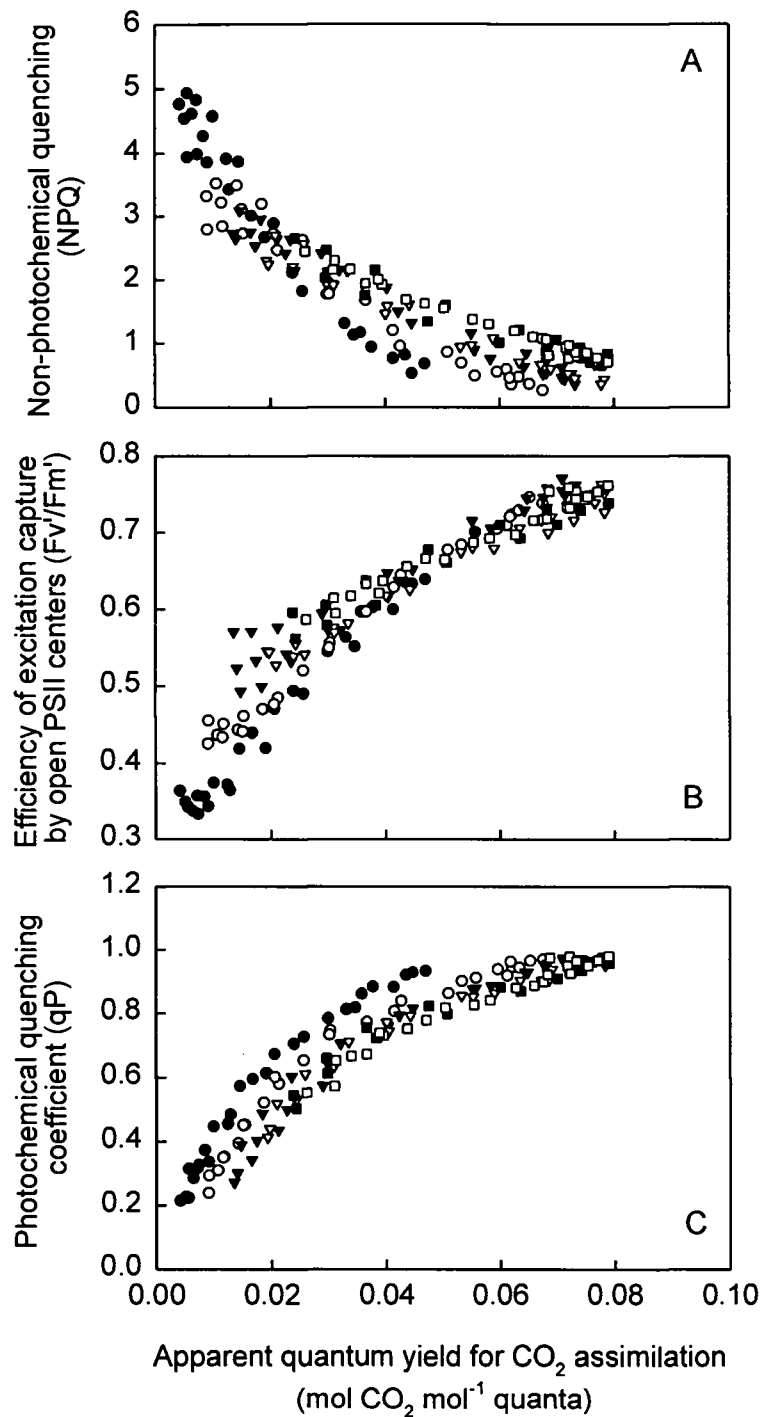 6
5
4
3
2
1
0
Non-photochemical quenching
(NPQ)
A
0.8
0.7
0.6
0.5
0.4
0.3
Efficiency of excitation capture
by open PSII centers (Fv'/Fm')
B
1.2
1.0
0.8
0.6
0.4
0.2
0.0
Photochemical quenching
coefficient (qP)
C
0.00 0.02 0.04 0.06 0.08 0.10
Apparent quantum yield for CO₂ assimilation
(mol CO₂ mol⁻¹ quanta)